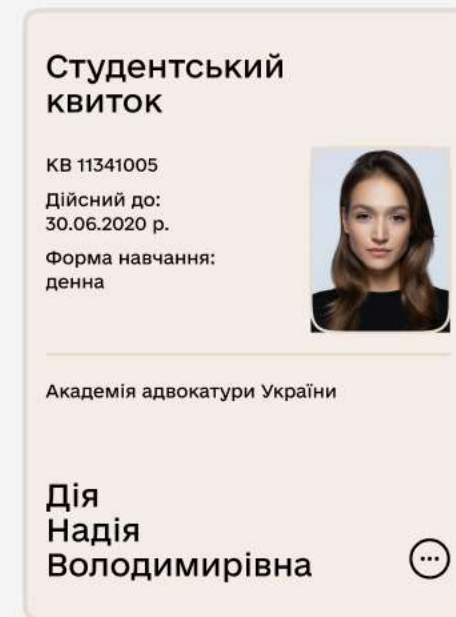 Студентський
квиток
КВ 11341005
Дійсний до:
30.06.2020 р.
Форма навчання:
денна
Академія адвокатури України
Дія
Надія
Володимирівна